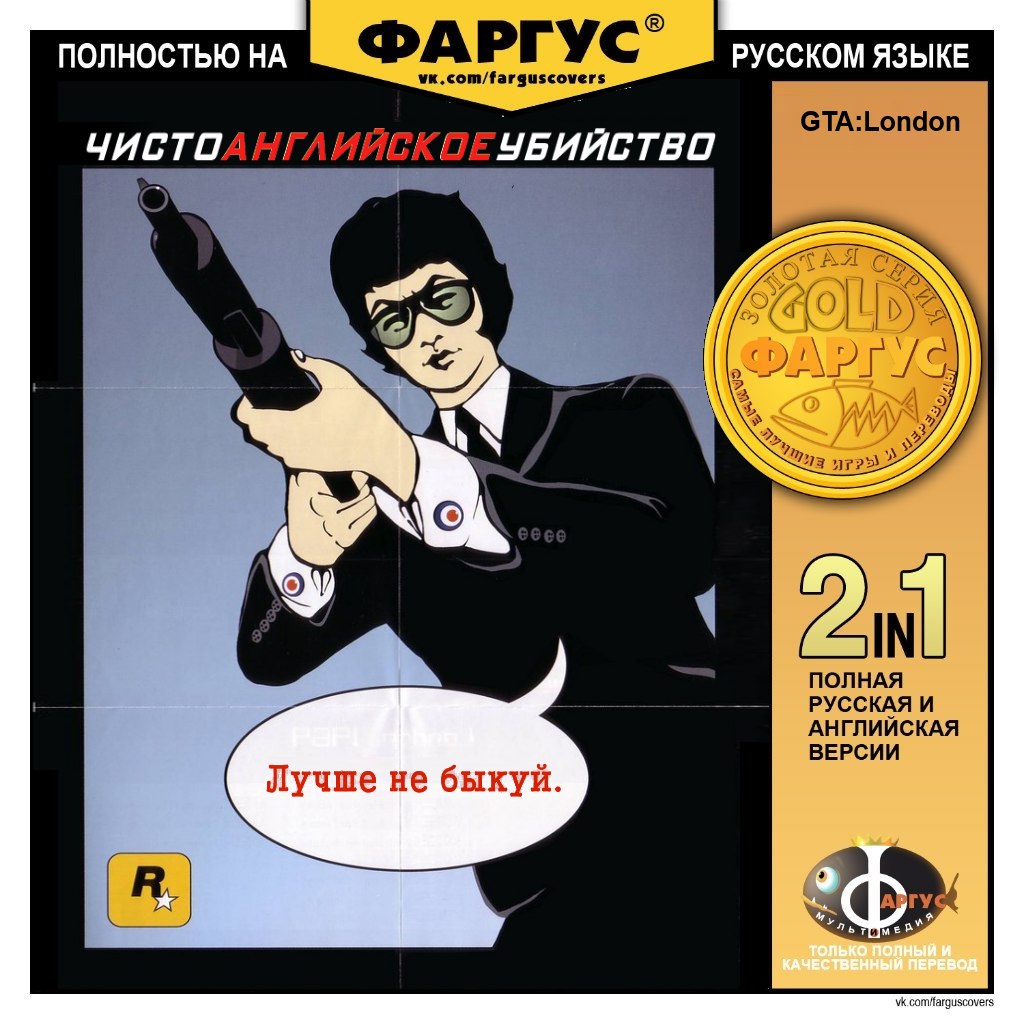 ФАРГУС®
vk.com/farguscovers
ПОЛНОСТЬЮ НА
РУССКОМ ЯЗЫКЕ
GTA:London
ЧИСТОАНГЛИЙСКОЕУБИЙСТВО
ЗОЛОТАЯ СЕРИЯ
GOLD
ФАРГУС
САМЫЕ ЛУЧШИЕ ИГРЫ И ПЕРЕВОДЫ
2IN1
ПОЛНАЯ
РУССКАЯ И
АНГЛИЙСКАЯ
ВЕРСИИ
Лучше не быкуй.
R
ФАРГУС
МУЛЬТИМЕДИЯ
ТОЛЬКО ПОЛНЫЙ И
КАЧЕСТВЕННЫЙ ПЕРЕВОД
vk.com/farguscovers